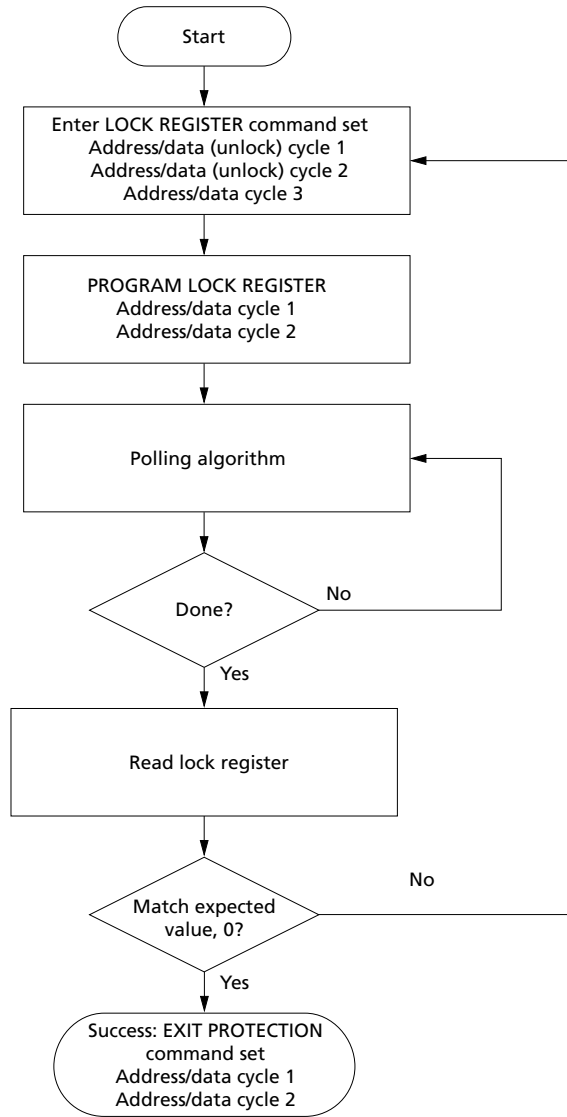 Start
Enter LOCK REGISTER command set
Address/data (unlock) cycle 1
Address/data (unlock) cycle 2
Address/data cycle 3
PROGRAM LOCK REGISTER
Address/data cycle 1
Address/data cycle 2
Polling algorithm
Done?
No
Yes
Read lock register
Match expected
value, 0?
No
Yes
Success: EXIT PROTECTION
command set
Address/data cycle 1
Address/data cycle 2